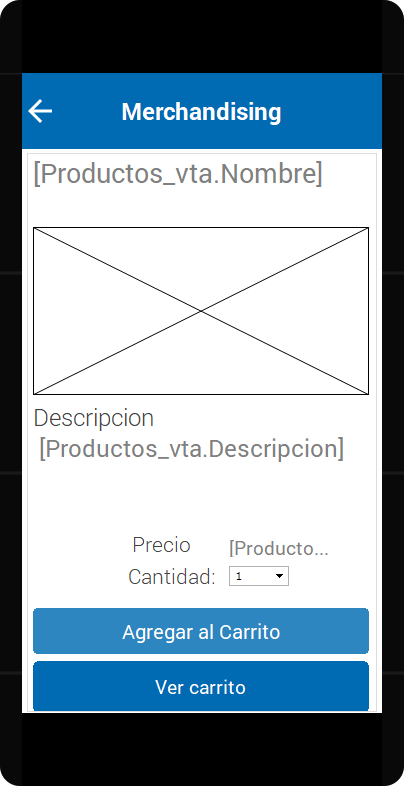 Merchandising
[Productos_vta.Nombre]
Descripcion
[Productos_vta.Descripcion]
Precio [Producto...
Cantidad: 1
Agregar al Carrito
Ver carrito